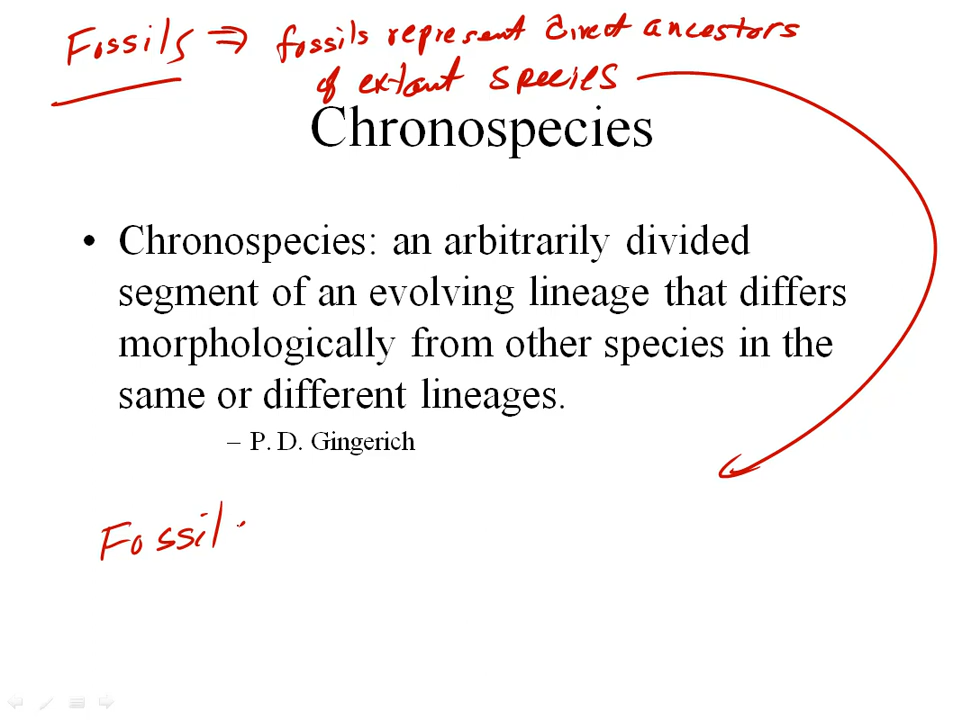 Fossils ⇒ fossils represent direct ancestors
of extant species
Chronospecies
• Chronospecies: an arbitrarily divided
segment of an evolving lineage that differs
morphologically from other species in the
same or different lineages.
– P. D. Gingerich
Fossil